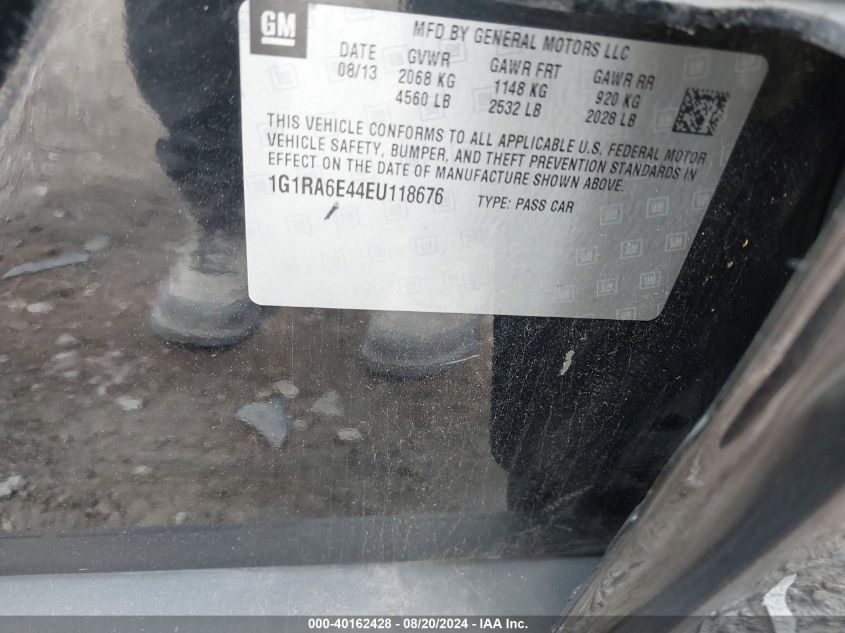 GM
MFD BY GENERAL MOTORS LLC
DATE GVWR GAWR FRT GAWR RR
08/13 2068 KG 1148 KG 920 KG
4560 LB 2532 LB 2028 LB
THIS VEHICLE CONFORMS TO ALL APPLICABLE U.S. FEDERAL MOTOR
VEHICLE SAFETY, BUMPER, AND THEFT PREVENTION STANDARDS IN
EFFECT ON THE DATE OF MANUFACTURE SHOWN ABOVE.
1G1RA6E44EU118676 TYPE: PASS CAR
000-40162428 - 08/20/2024 - IAA Inc.